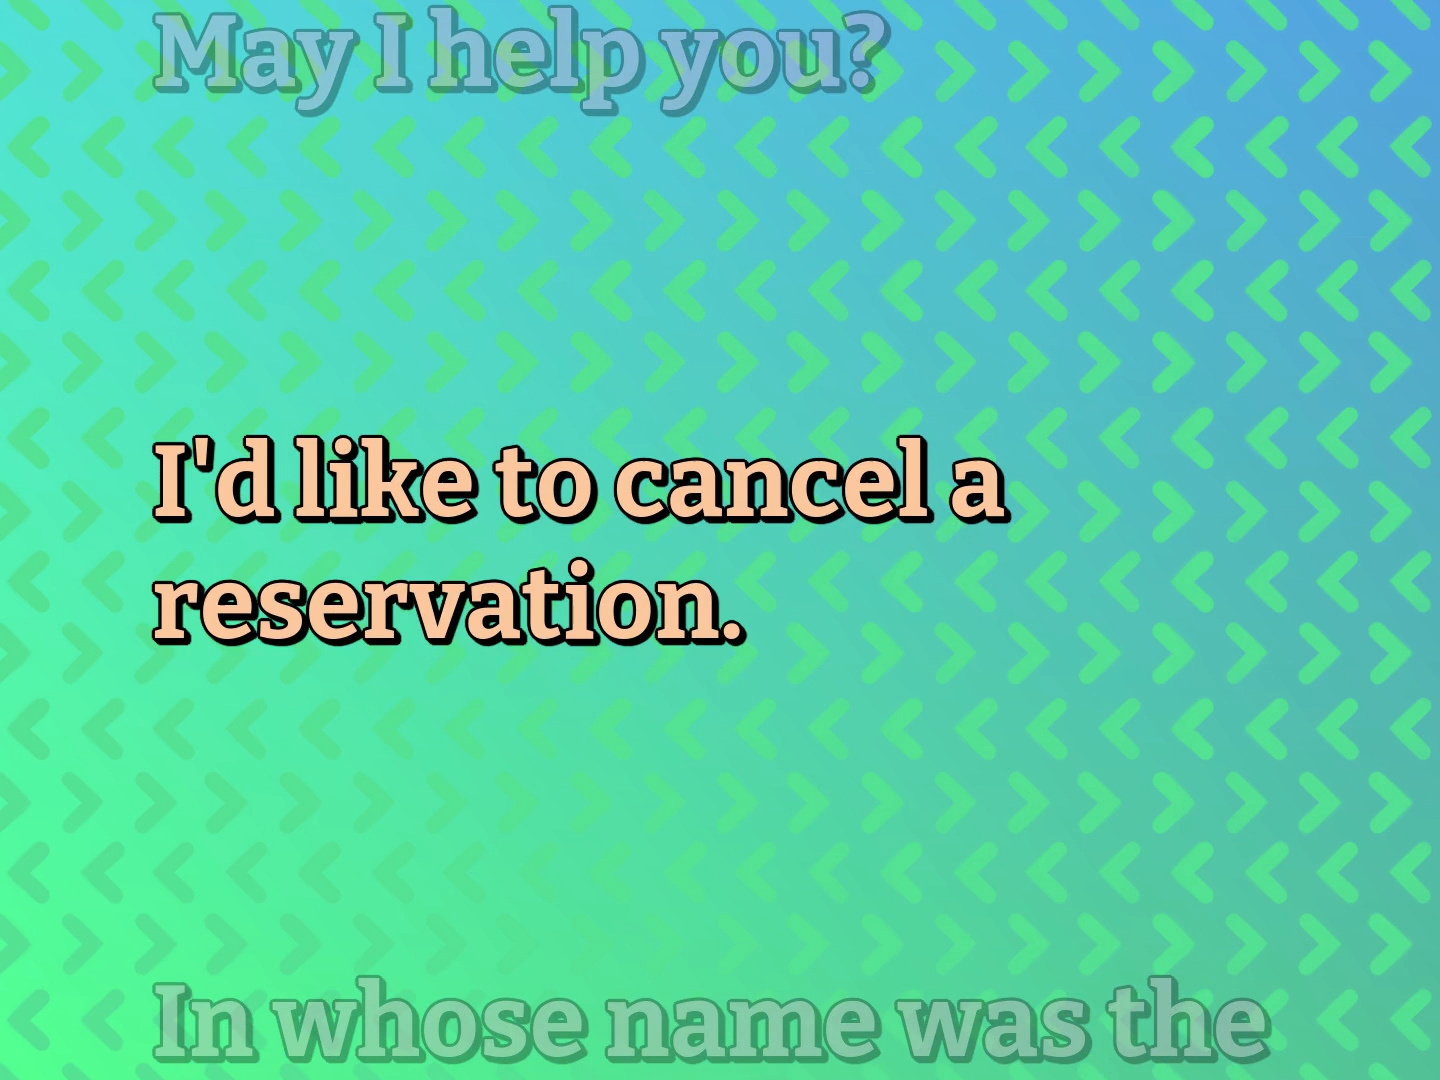 May I help you?
I'd like to cancel a
reservation.
In whose name was the